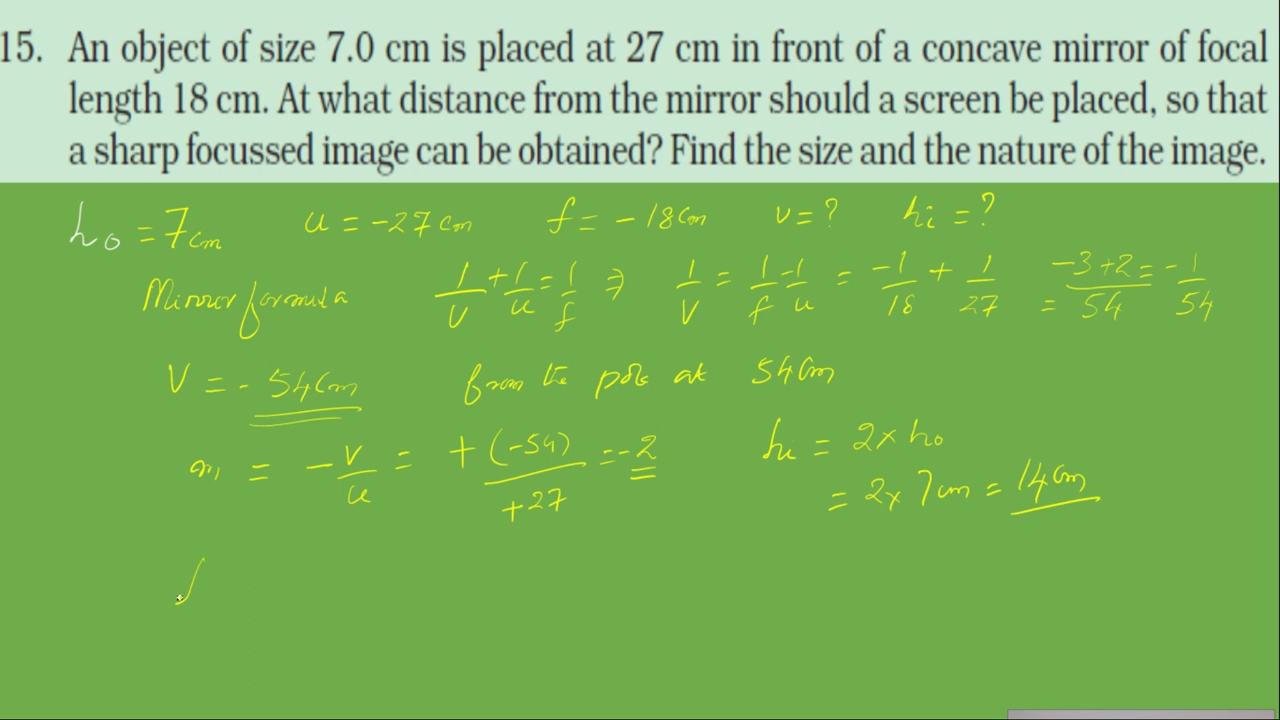 15. An object of size 7.0 cm is placed at 27 cm in front of a concave mirror of focal
length 18 cm. At what distance from the mirror should a screen be placed, so that
a sharp focussed image can be obtained? Find the size and the nature of the image.
h₀ = 7cm u = -27cm f = -18cm v = ? hi = ?
Mirror formula 1/v + 1/u = 1/f ⇒ 1/v = 1/f - 1/u = -1/18 + 1/27 = -3+2/54 = -1/54
V = -54cm from the pole at 54cm
m = -v/u = +(-54)/+27 = -2 hi = 2×h₀
= 2×7cm = 14cm